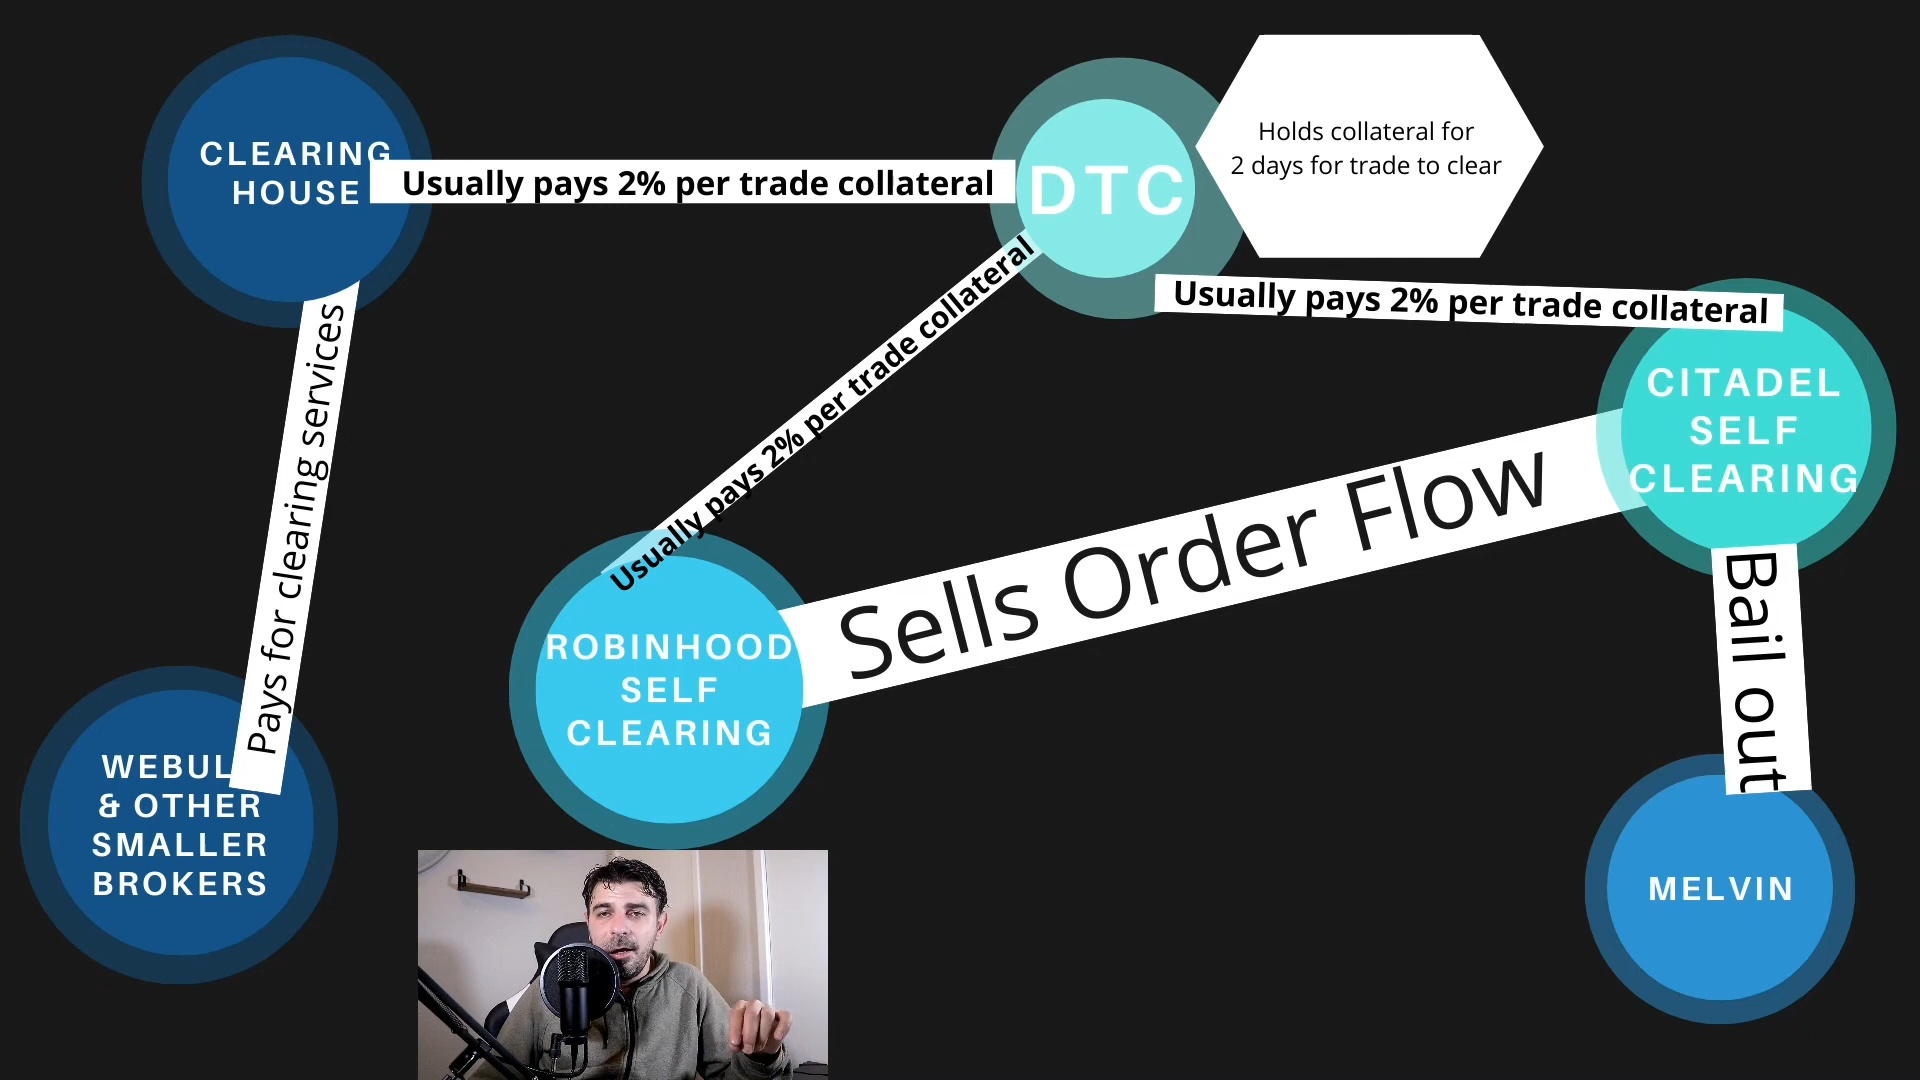 CLEARING
HOUSE
Usually pays 2% per trade collateral
DTC
Holds collateral for
2 days for trade to clear
Usually pays 2% per trade collateral
Usually pays 2% per trade collateral
CITADEL
SELF
CLEARING
Pays for clearing services
Sells Order Flow
ROBINHOOD
SELF
CLEARING
Bail out
WEBUL
& OTHER
SMALLER
BROKERS
MELVIN